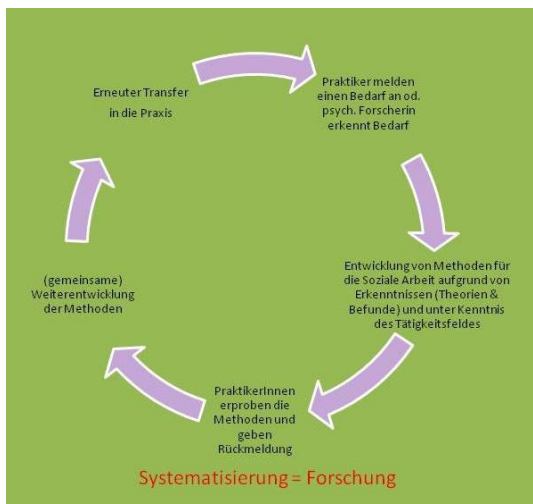 Erneuter Transfer
in die Praxis
Praktiker melden
einen Bedarf an od.
psych. Forscherin
erkennt Bedarf
Entwicklung von Methoden für
die Soziale Arbeit aufgrund von
Erkenntnissen (Theorien &
Befunde) und unter Kenntnis
des Tätigkeitsfeldes
PraktikerInnen
erproben die
Methoden und
geben
Rückmeldung
(gemeinsame)
Weiterentwicklung
der Methoden
Systematisierung = Forschung